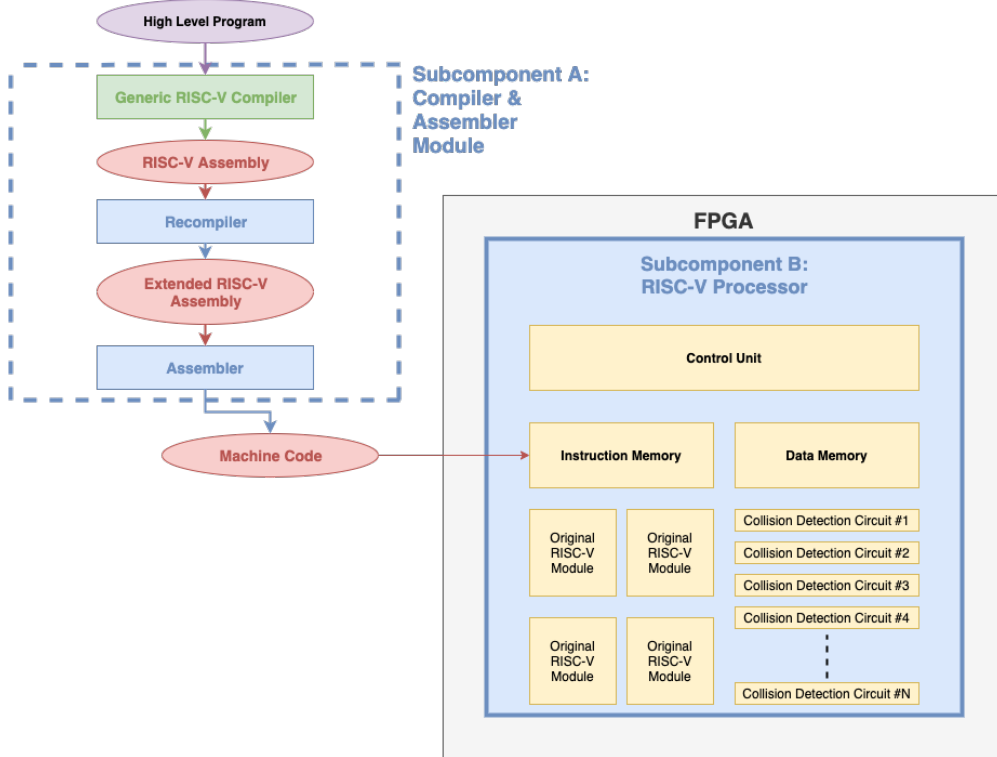 High Level Program
Subcomponent A:
Compiler &
Assembler
Module
Generic RISC-V Compiler
RISC-V Assembly
Recompiler
Extended RISC-V
Assembly
Assembler
Machine Code
FPGA
Subcomponent B:
RISC-V Processor
Control Unit
Instruction Memory
Data Memory
Original
RISC-V
Module
Original
RISC-V
Module
Collision Detection Circuit #1
Collision Detection Circuit #2
Collision Detection Circuit #3
Collision Detection Circuit #4
Original
RISC-V
Module
Original
RISC-V
Module
Collision Detection Circuit #N